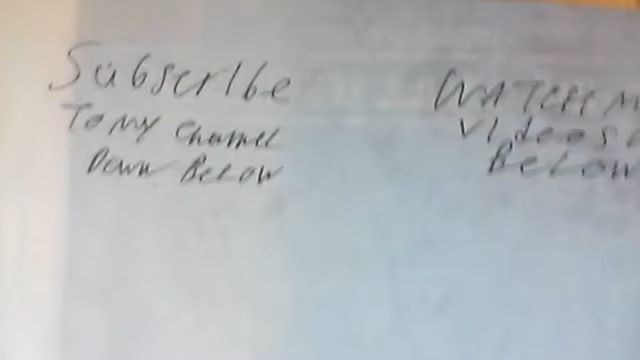 Subscribe
To My Channel
Down Below
WATCH M
Videos
Below